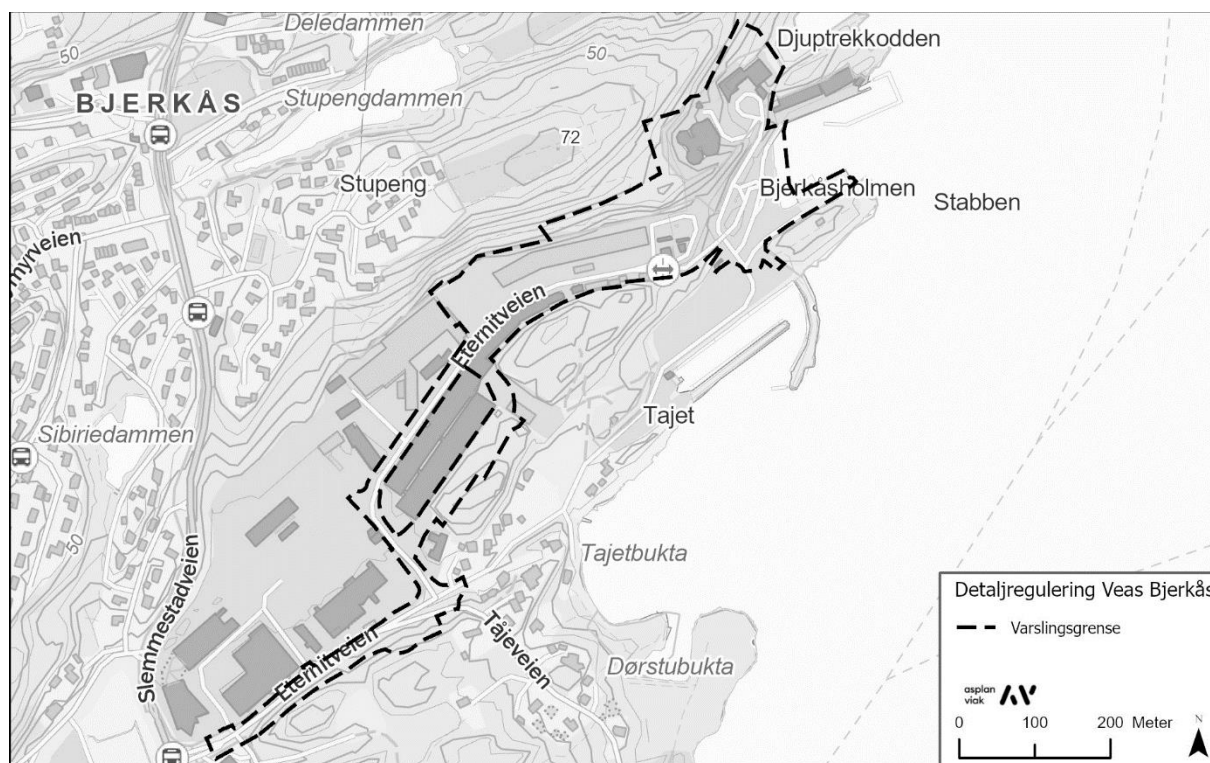 Deledammen
50
50
Djuptrekkodden
BJERKÅS
Stupengdammen
72
Stupeng
Bjerkåsholmen
Stabben
myrveien
Eternitveien
Tajet
Sibiriedammen
50
Slemmestadveien
Tajetbukta
Eternitveien
Tåjeveien
Dørstubukta
Detaljregulering Veas Bjerkås
Varslingsgrense
asplan
viak
N
0 100 200 Meter